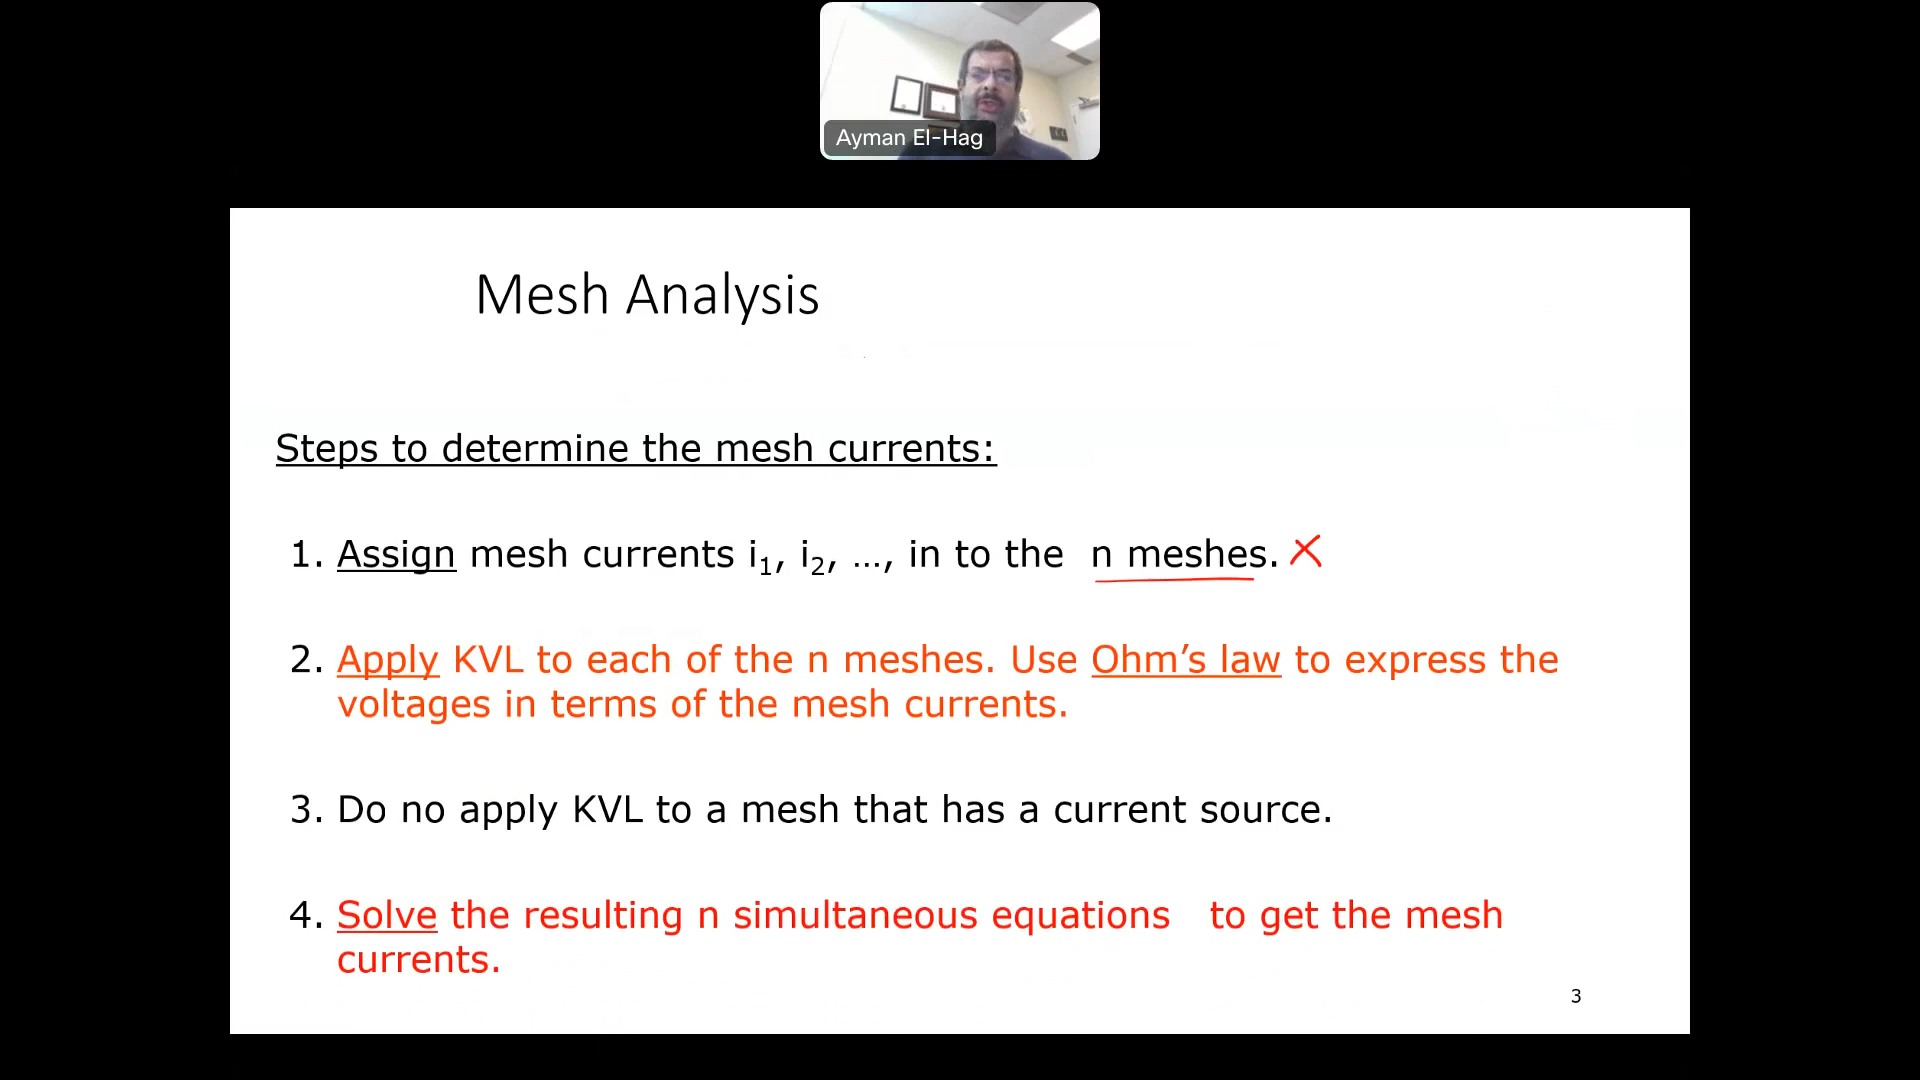 Ayman El-Hag
Mesh Analysis
Steps to determine the mesh currents:
1. Assign mesh currents i₁, i₂, …, in to the n meshes. X
2. Apply KVL to each of the n meshes. Use Ohm’s law to express the
voltages in terms of the mesh currents.
3. Do no apply KVL to a mesh that has a current source.
4. Solve the resulting n simultaneous equations to get the mesh
currents.
3